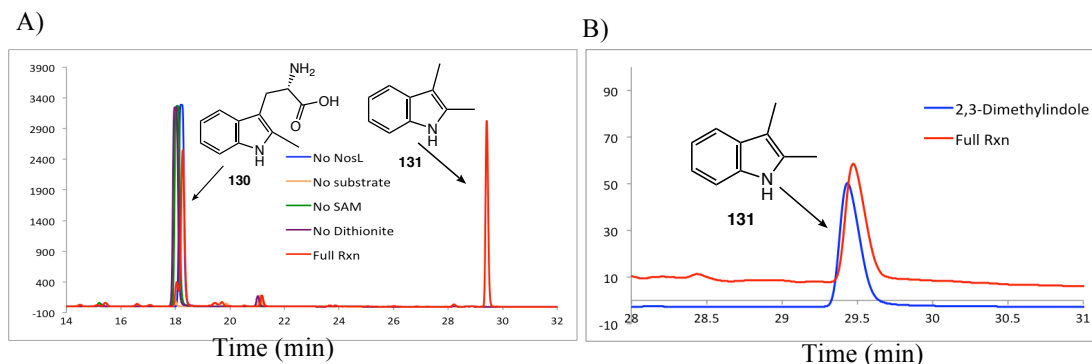 A)
3900
3400
2900
2400
1900
1400
900
400
-100
14
16
18
20
22
24
26
28
30
32
Time (min)
NH₂
OH
O
N
H
130
N
H
131
No NosL
No substrate
No SAM
No Dithionite
Full Rxn
B)
90
70
50
30
10
-10
28
28.5
29
29.5
30
30.5
31
Time (min)
N
H
131
2,3-Dimethylindole
Full Rxn